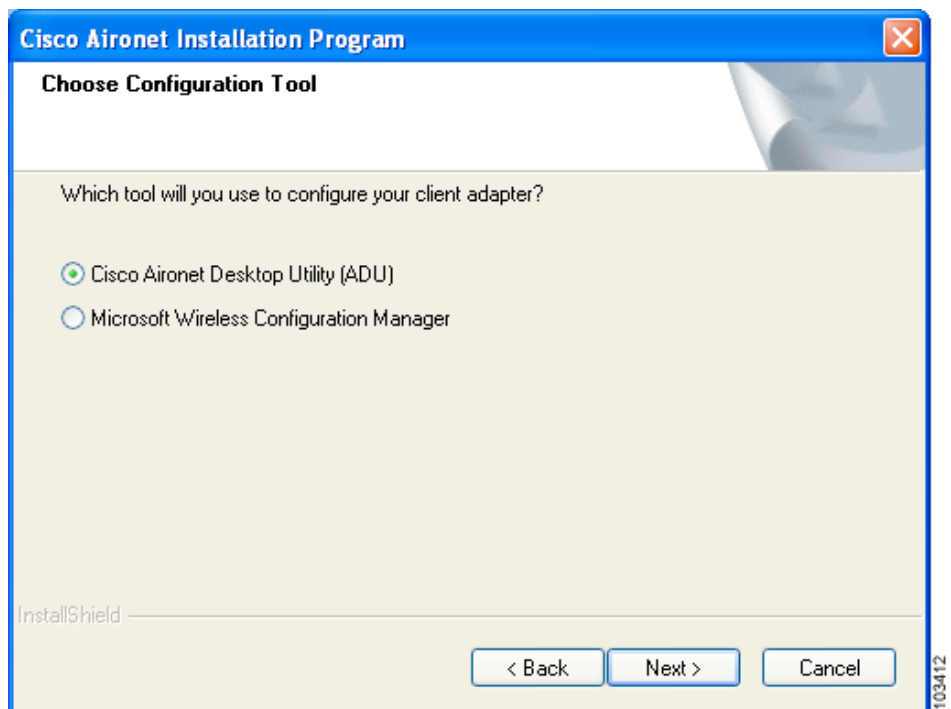 Cisco Aironet Installation Program
Choose Configuration Tool
Which tool will you use to configure your client adapter?
Cisco Aironet Desktop Utility (ADU)
Microsoft Wireless Configuration Manager
InstallShield
< Back
Next >
Cancel
103412